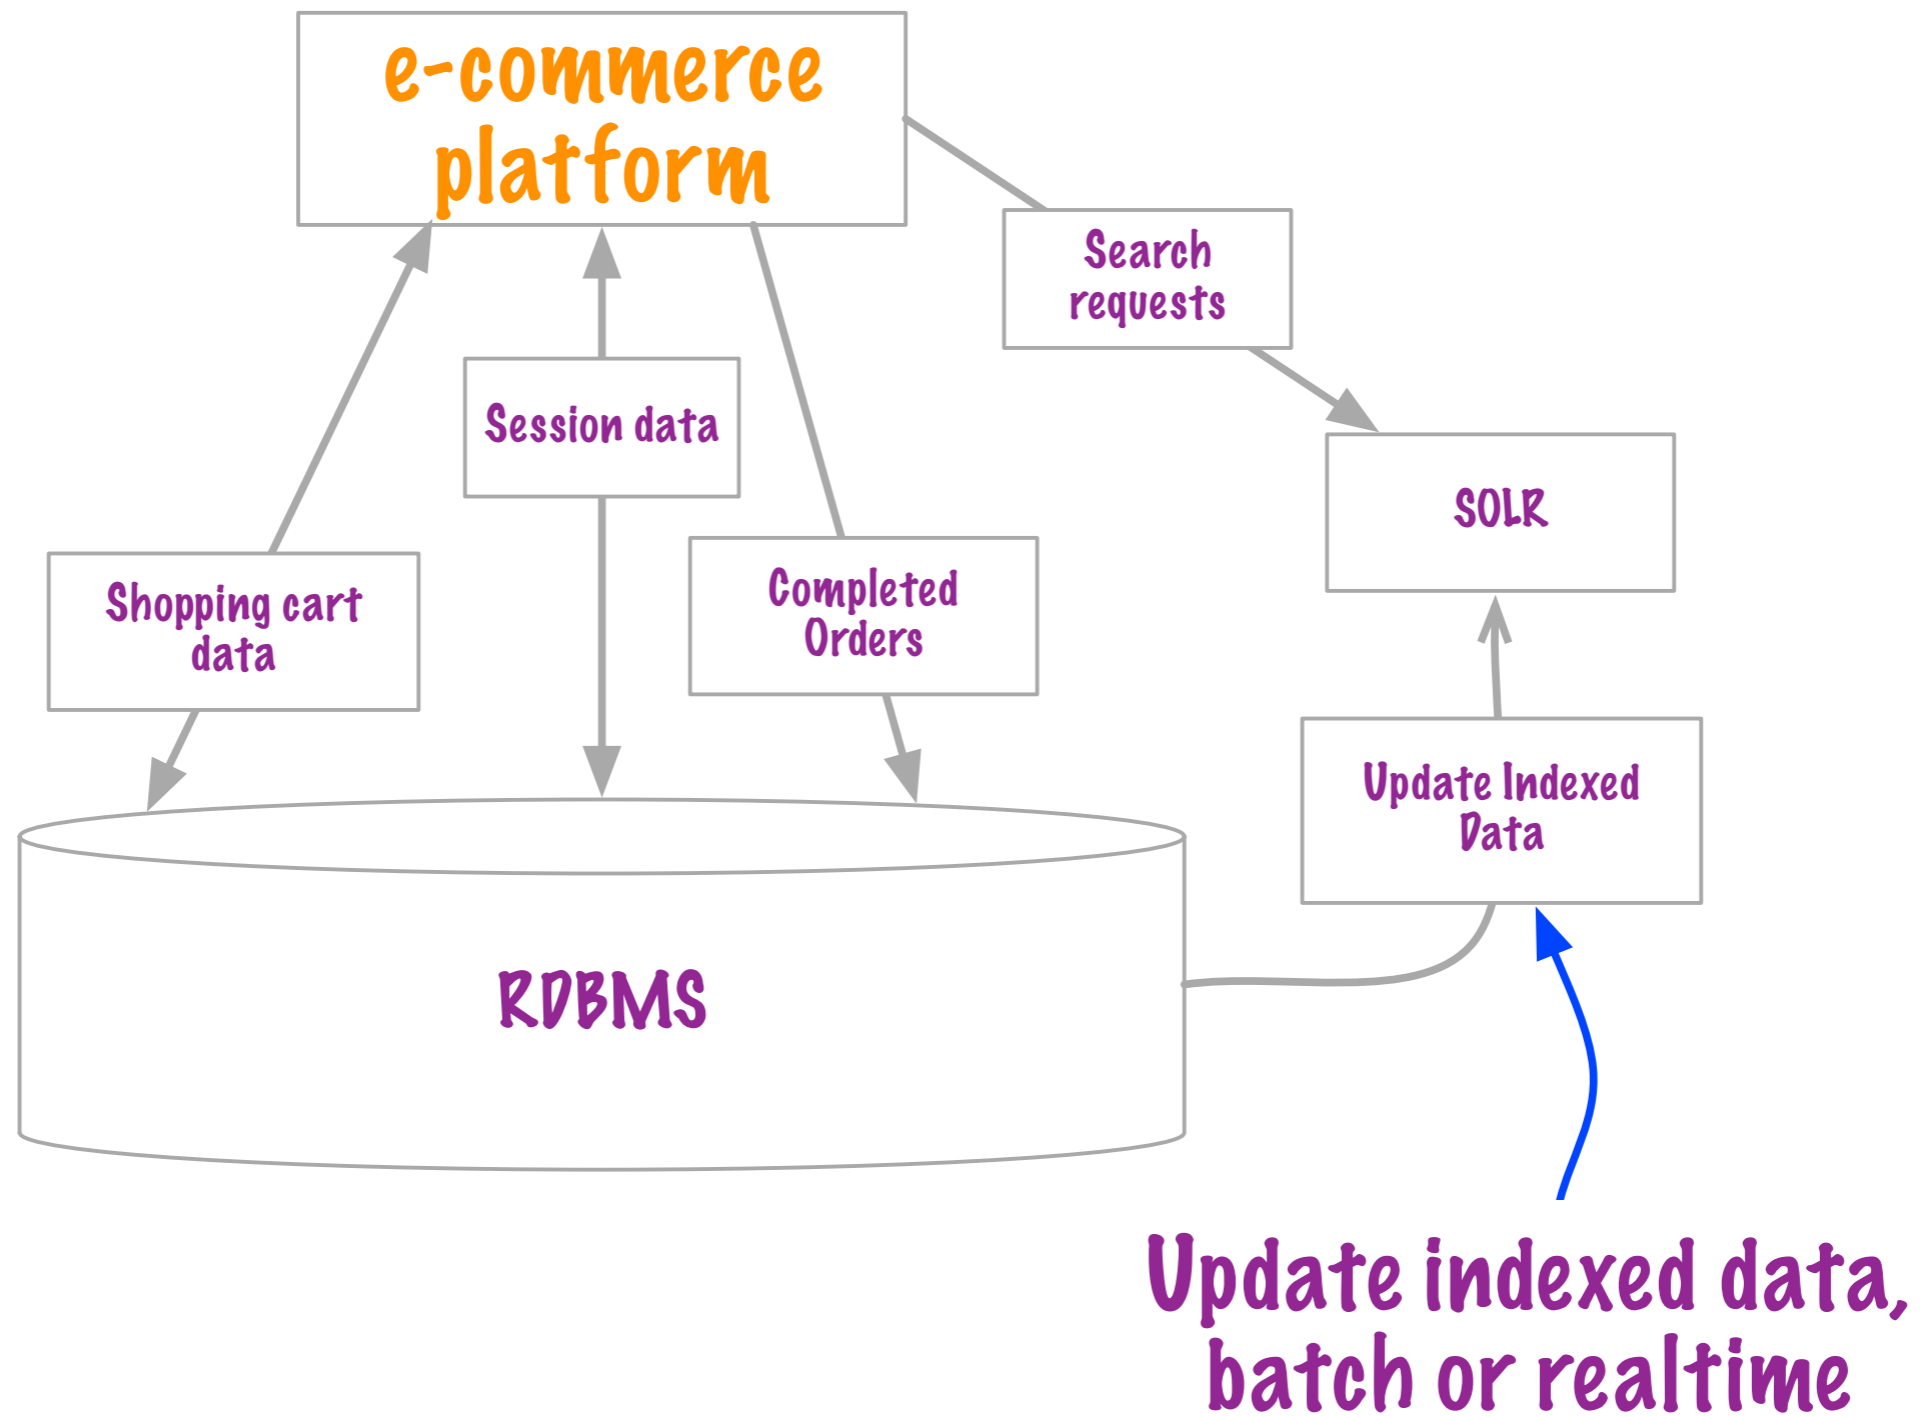 e-commerce
platform
Search
requests
Session data
SOLR
Shopping cart
data
Completed
Orders
Update Indexed
Data
RDBMS
Update indexed data,
batch or realtime